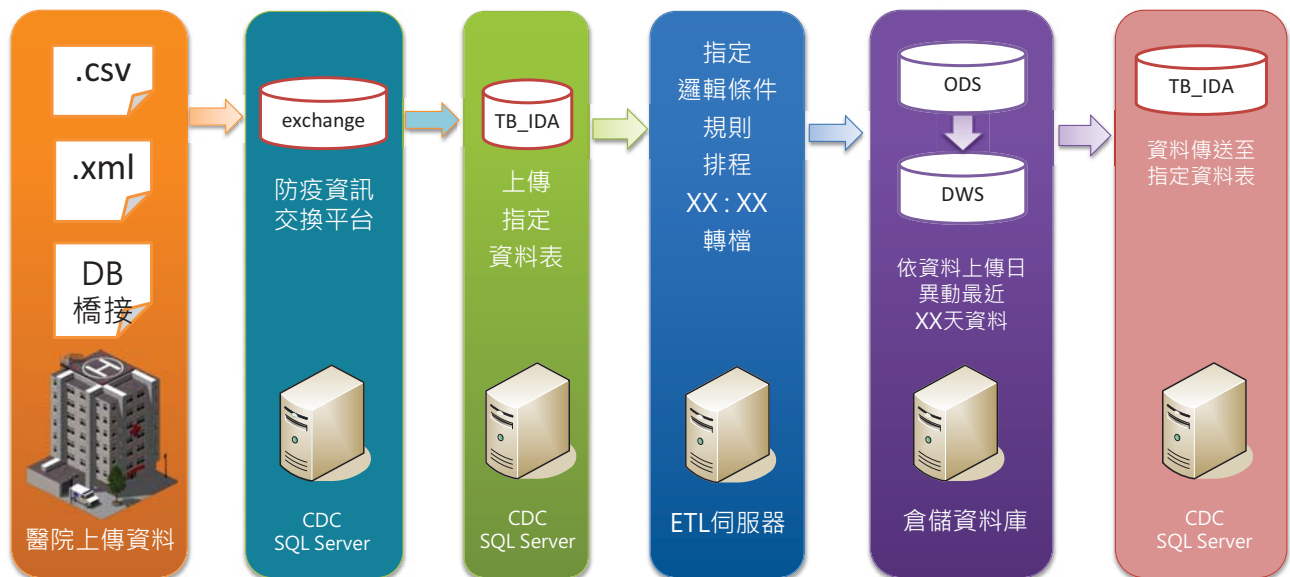 .csv
.xml
DB
橋接
醫院上傳資料
exchange
防疫資訊
交換平台
CDC
SQL Server
TB_IDA
上傳
指定
資料表
CDC
SQL Server
指定
邏輯條件
規則
排程
XX : XX
轉檔
ETL伺服器
ODS
DWS
依資料上傳日
異動最近
XX天資料
倉儲資料庫
TB_IDA
資料傳送至
指定資料表
CDC
SQL Server